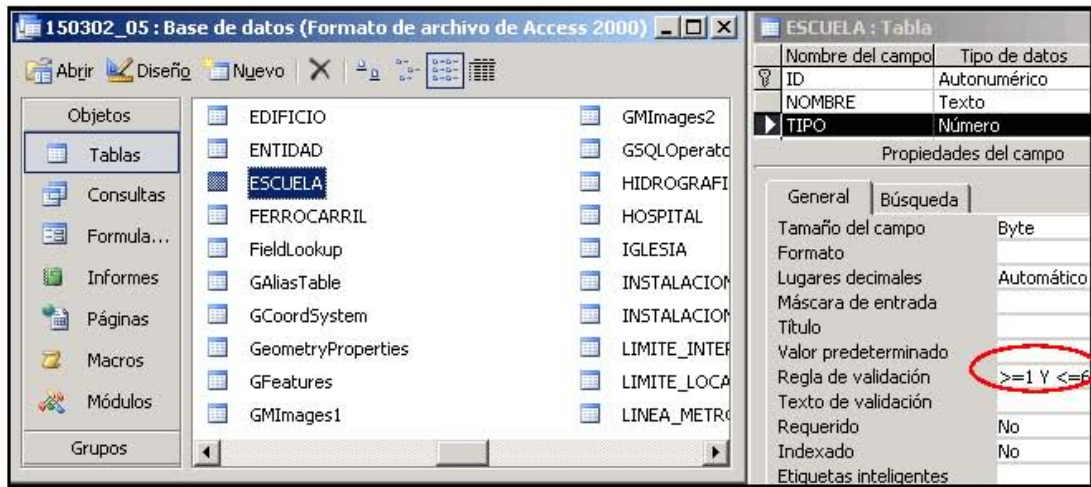 150302_05 : Base de datos (Formato de archivo de Access 2000)
Abrir Diseño Nuevo
Objetos
Tablas
Consultas
Formula...
Informes
Páginas
Macros
Módulos
Grupos
EDIFICIO
ENTIDAD
ESCUELA
FERROCARRIL
FieldLookup
GAliasTable
GCoordSystem
GeometryProperties
GFeatures
GMImages1
GMImages2
GSQLOperato
HIDROGRAFI
HOSPITAL
IGLESIA
INSTALACION
INSTALACION
LIMITE_INTER
LIMITE_LOCA
LINEA_METRO
ESCUELA : Tabla
Nombre del campo Tipo de datos
ID Autonumérico
NOMBRE Texto
TIPO Número
Propiedades del campo
General Búsqueda
Tamaño del campo Byte
Formato
Lugares decimales Automático
Máscara de entrada
Título
Valor predeterminado
Regla de validación >=1 Y <=6
Texto de validación
Requerido No
Indexado No
Etiquetas inteligentes